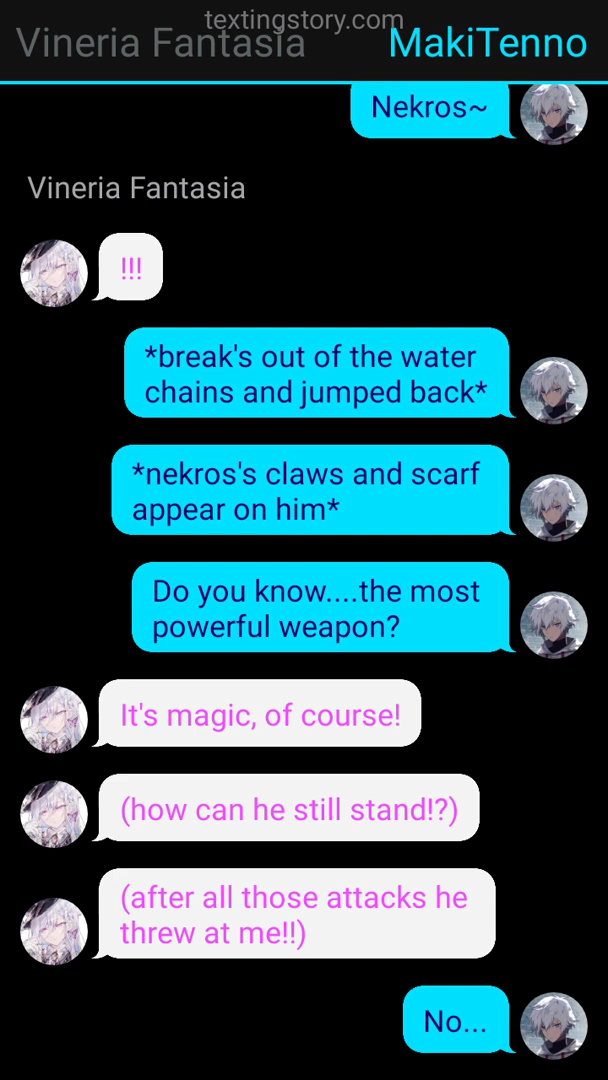 textingstory.com
Vineria Fantasia
MakiTenno
Nekros~
Vineria Fantasia
!!!
*break's out of the water
chains and jumped back*
*nekros's claws and scarf
appear on him*
Do you know....the most
powerful weapon?
It's magic, of course!
(how can he still stand!?)
(after all those attacks he
threw at me!!)
No...